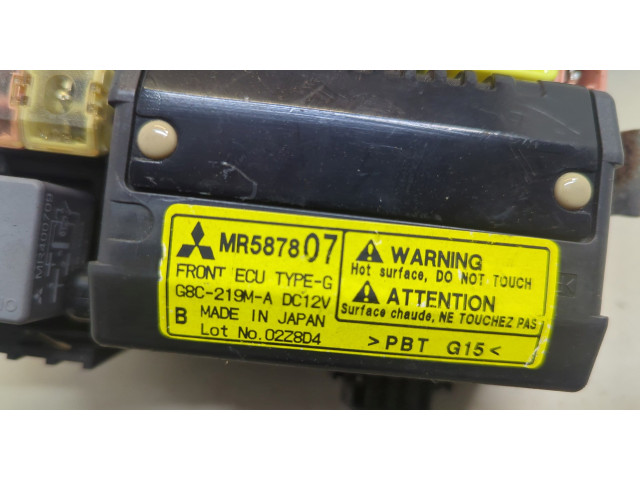 MR587807
FRONT ECU TYPE-G
G8C-219M-A DC12V
B MADE IN JAPAN
Lot No.02Z8D4
WARNING
Hot surface, DO NOT TOUCH
ATTENTION
Surface chaude, NE TOUCHEZ PAS
>PBT G15<
MR400709